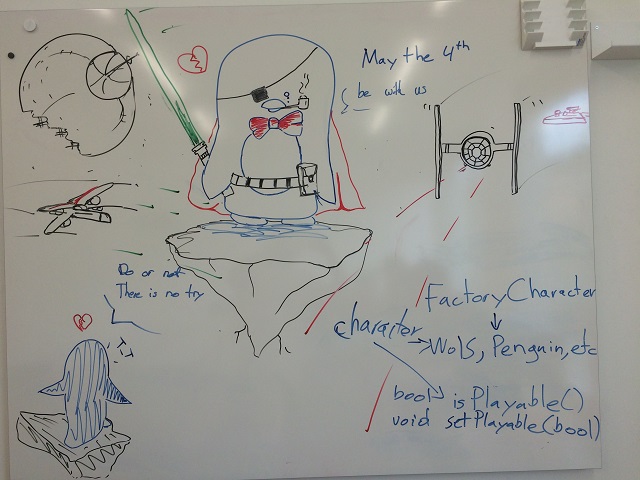 May the 4th
be with us
Do or not
There is no try
FactoryCharacter
character
Wols, Penguin, etc
bool isPlayable()
void setPlayable(bool)